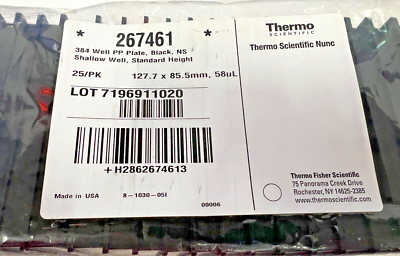 * 267461 *
384 Well PP Plate, Black, NS
Shallow Well, Standard Height
25/PK 127.7 x 85.5mm, 58uL
LOT 7196911020
+H2862674613
Made in USA 8-1030-05I 00006
Thermo
SCIENTIFIC
Thermo Scientific Nunc
Thermo Fisher Scientific
75 Panorama Creek Drive
Rochester, NY 14625-2385
www.thermoscientific.com